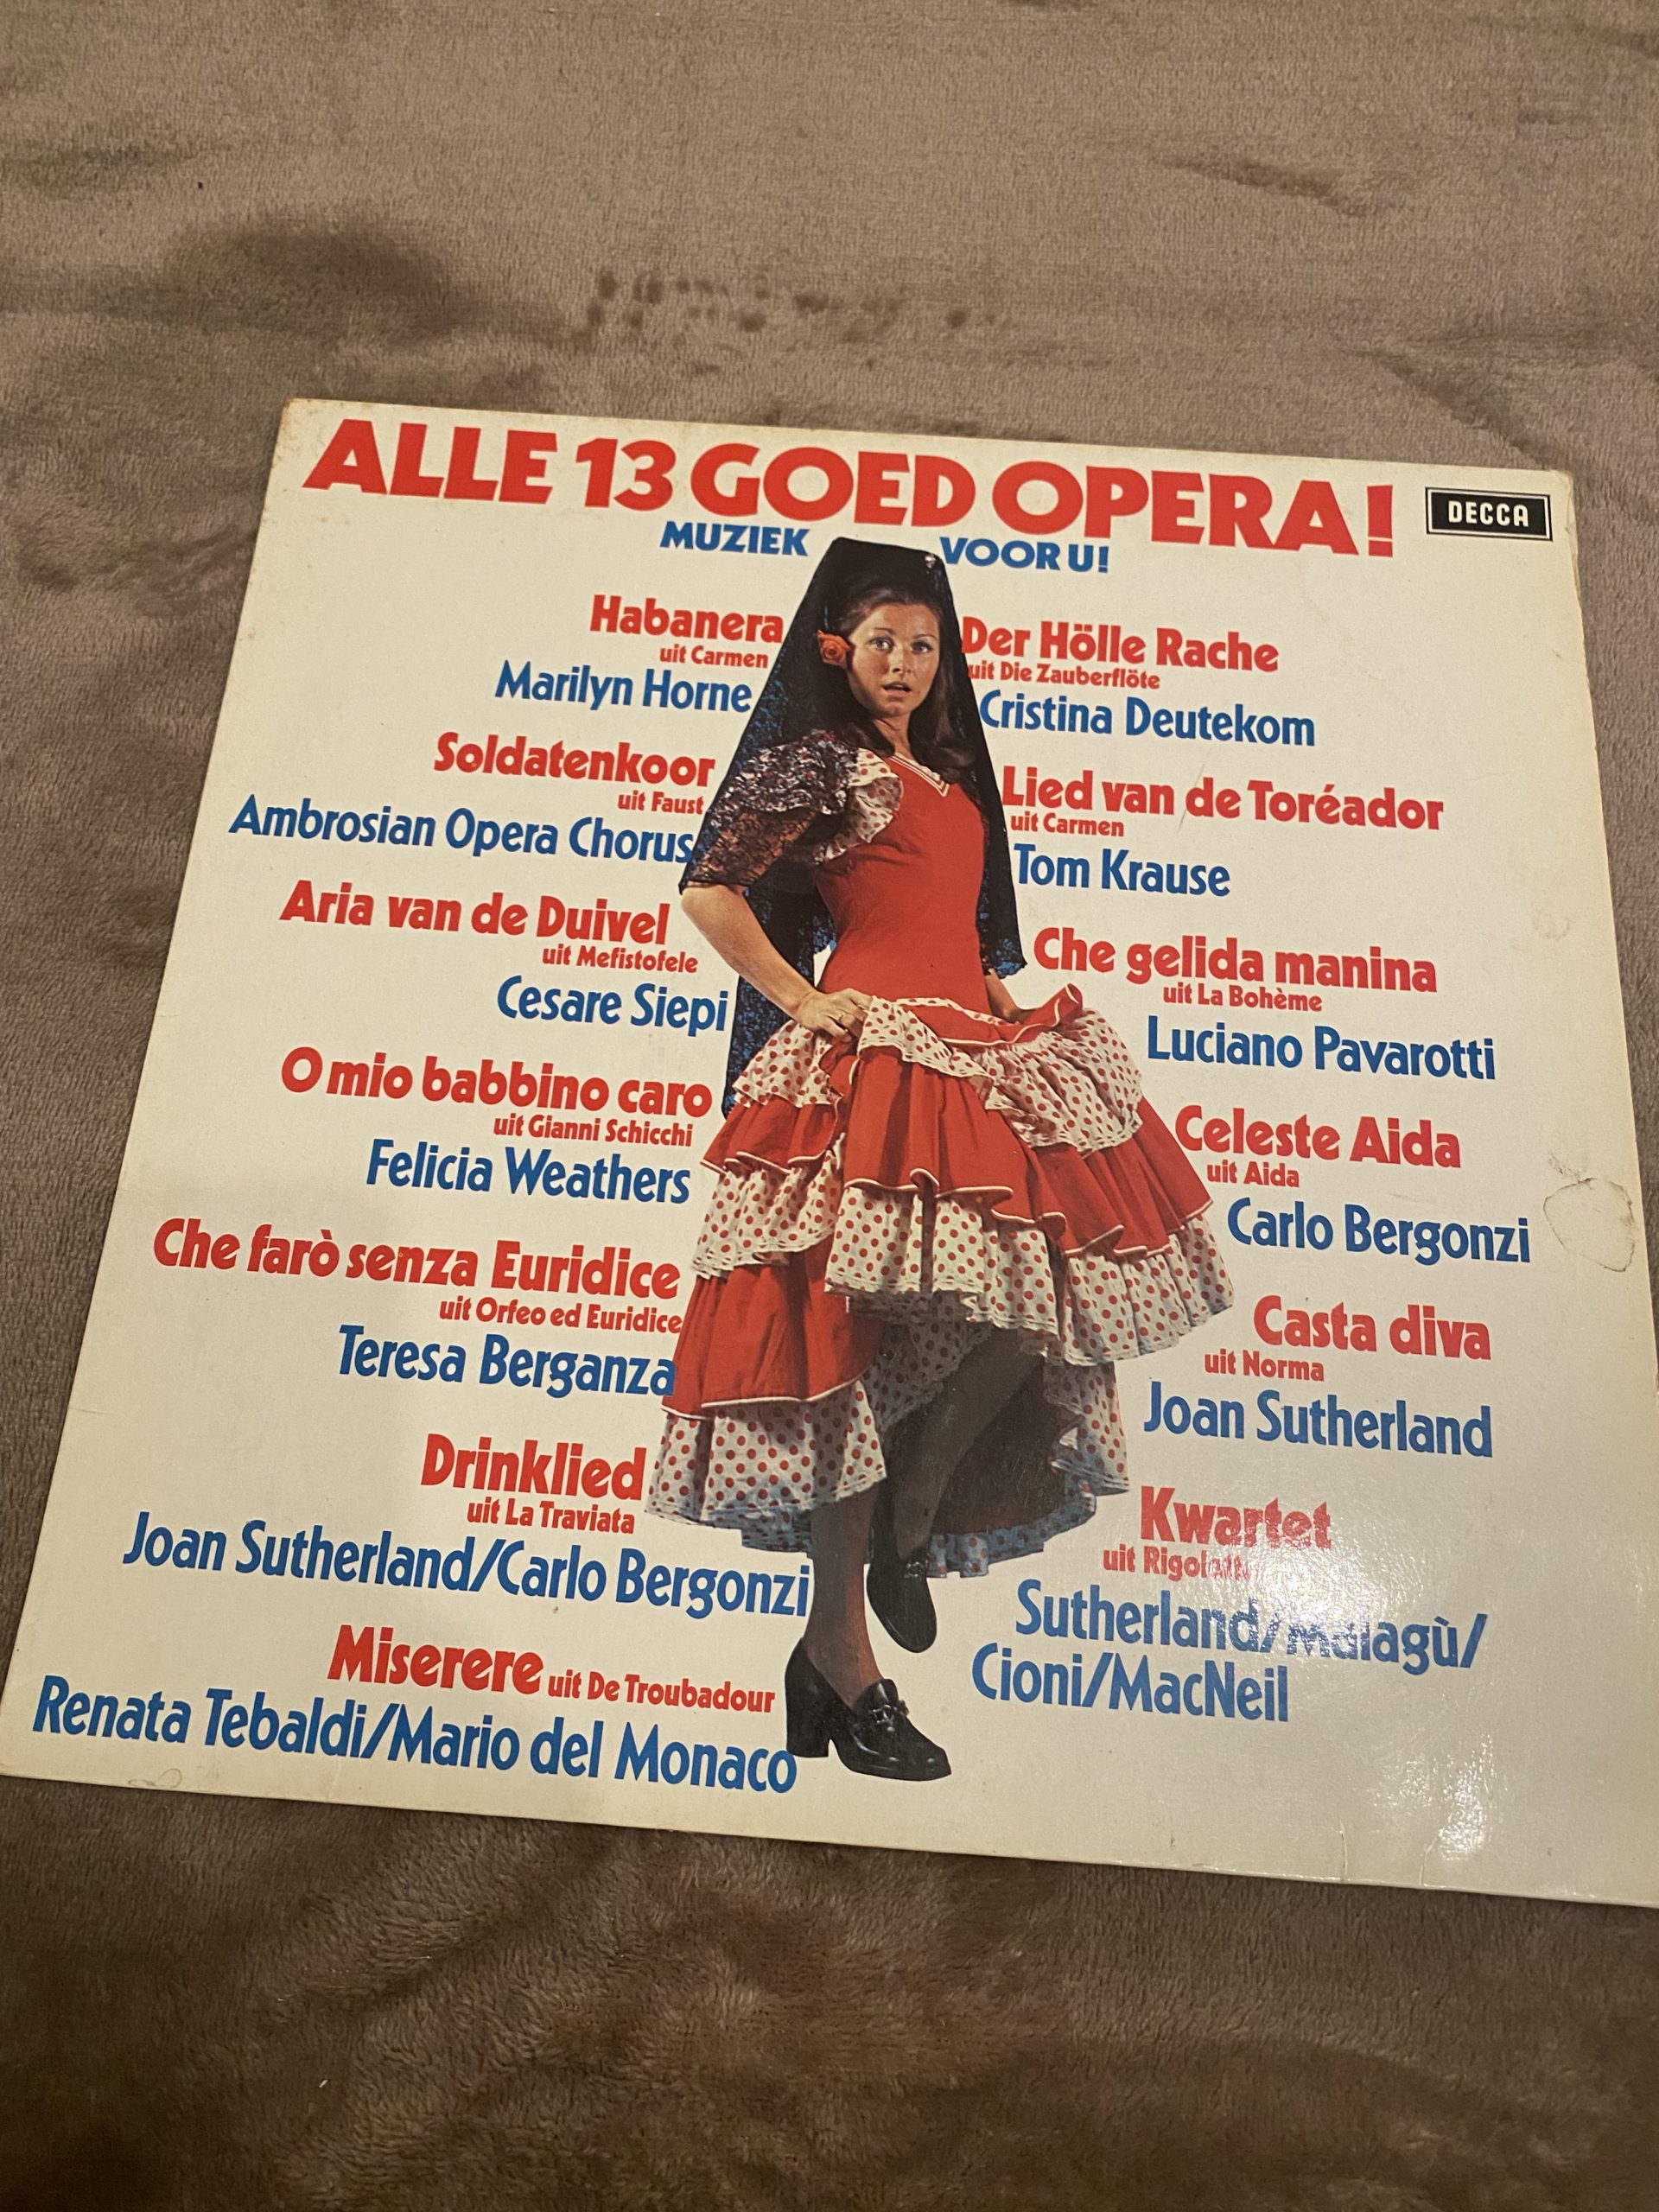 ALLE 13 GOED OPERA!
DECCA
MUZIEK VOOR U!
Habanera
uit Carmen
Marilyn Horne
Soldatenkoor
uit Faust
Ambrosian Opera Chorus
Aria van de Duivel
uit Mefistofele
Cesare Siepi
O mio babbino caro
uit Gianni Schicchi
Felicia Weathers
Che farò senza Euridice
uit Orfeo ed Euridice
Teresa Berganza
Drinklied
uit La Traviata
Joan Sutherland/Carlo Bergonzi
Miserere uit De Troubadour
Renata Tebaldi/Mario del Monaco
Der Hölle Rache
uit Die Zauberflöte
Cristina Deutekom
Lied van de Toréador
uit Carmen
Tom Krause
Che gelida manina
uit La Bohème
Luciano Pavarotti
Celeste Aida
uit Aida
Carlo Bergonzi
Casta diva
uit Norma
Joan Sutherland
Kwartet
uit Rigoletto
Sutherland/Malagù/
Cioni/MacNeil